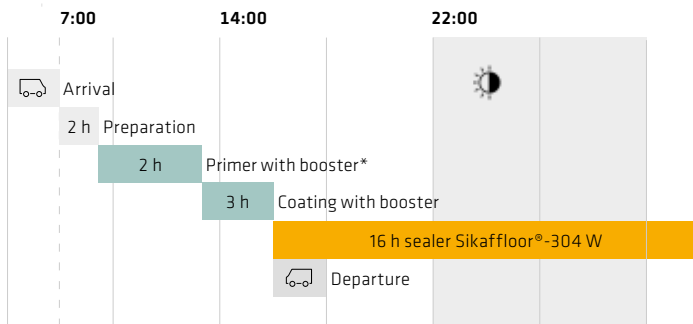 7:00 14:00 22:00
Arrival
2 h Preparation
2 h Primer with booster*
3 h Coating with booster
16 h sealer Sikaffloor®-304 W
Departure